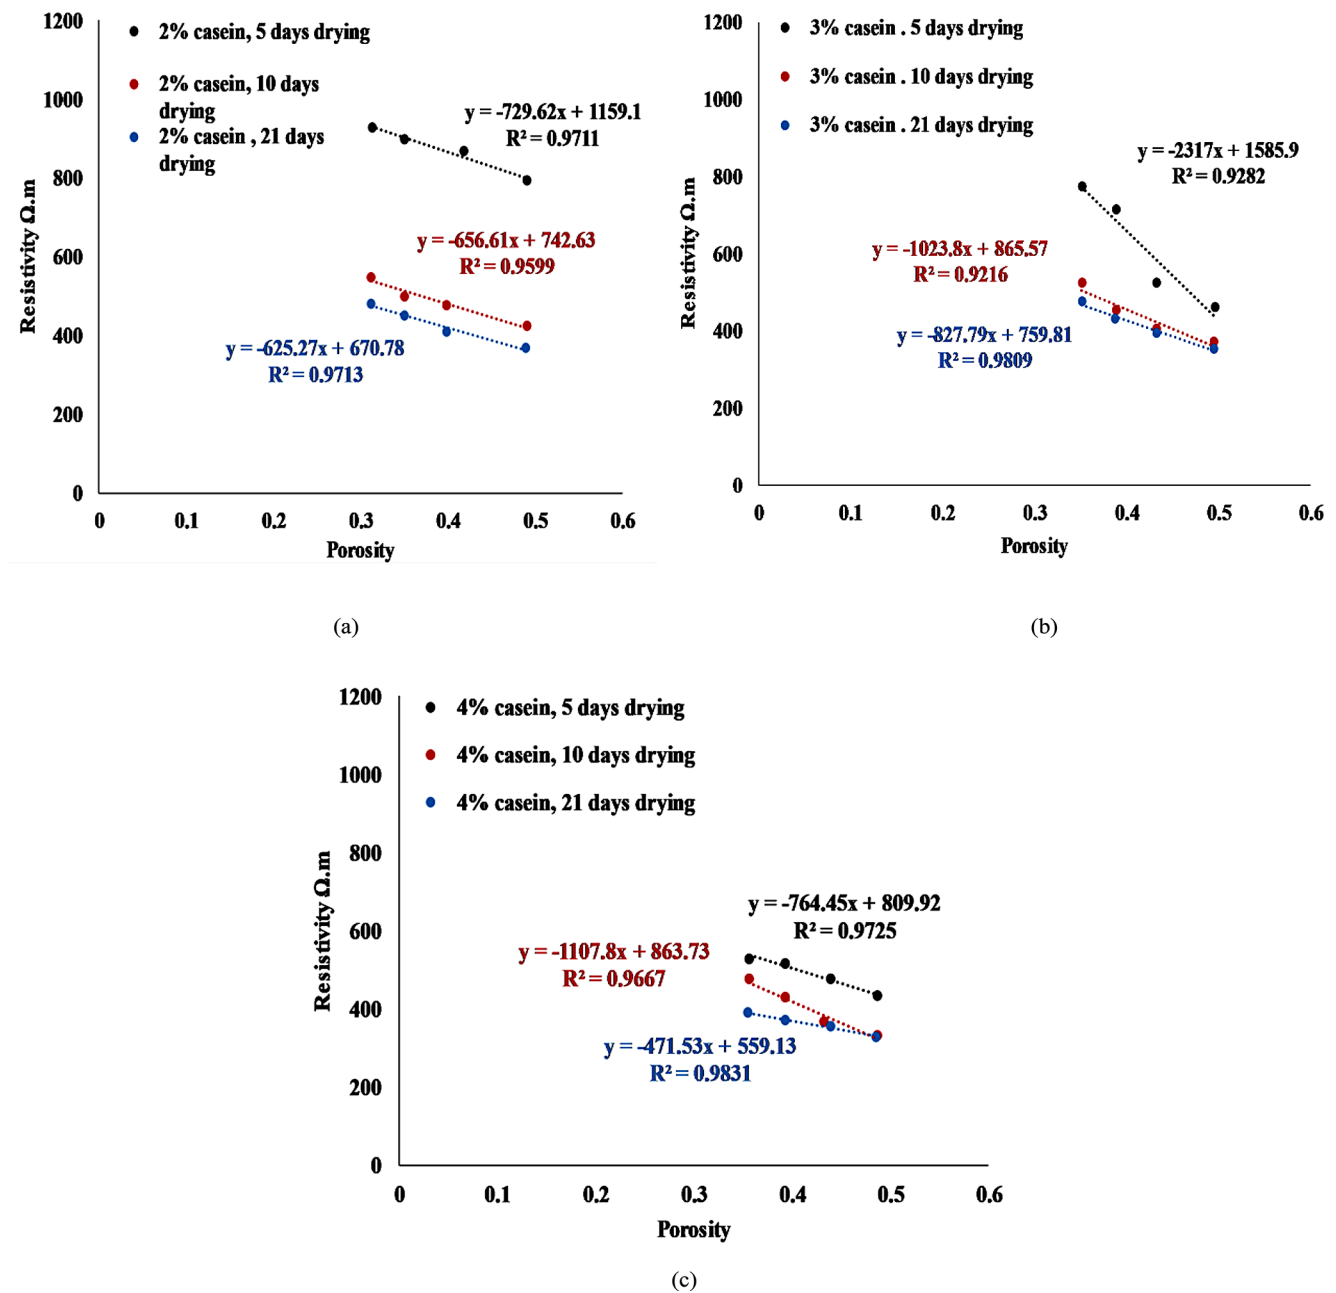 1200
1000
800
600
400
200
0
Resistivity Ω.m
2% casein, 5 days drying
2% casein, 10 days
drying
2% casein , 21 days
drying
y = -729.62x + 1159.1
R² = 0.9711
y = -656.61x + 742.63
R² = 0.9599
y = -625.27x + 670.78
R² = 0.9713
0 0.1 0.2 0.3 0.4 0.5 0.6
Porosity
(a)
1200
1000
800
600
400
200
0
Resistivity Ω.m
3% casein . 5 days drying
3% casein . 10 days drying
3% casein . 21 days drying
y = -2317x + 1585.9
R² = 0.9282
y = -1023.8x + 865.57
R² = 0.9216
y = -827.79x + 759.81
R² = 0.9809
0 0.1 0.2 0.3 0.4 0.5 0.6
Porosity
(b)
1200
1000
800
600
400
200
0
Resistivity Ω.m
4% casein, 5 days drying
4% casein, 10 days drying
4% casein, 21 days drying
y = -764.45x + 809.92
R² = 0.9725
y = -1107.8x + 863.73
R² = 0.9667
y = -471.53x + 559.13
R² = 0.9831
0 0.1 0.2 0.3 0.4 0.5 0.6
Porosity
(c)